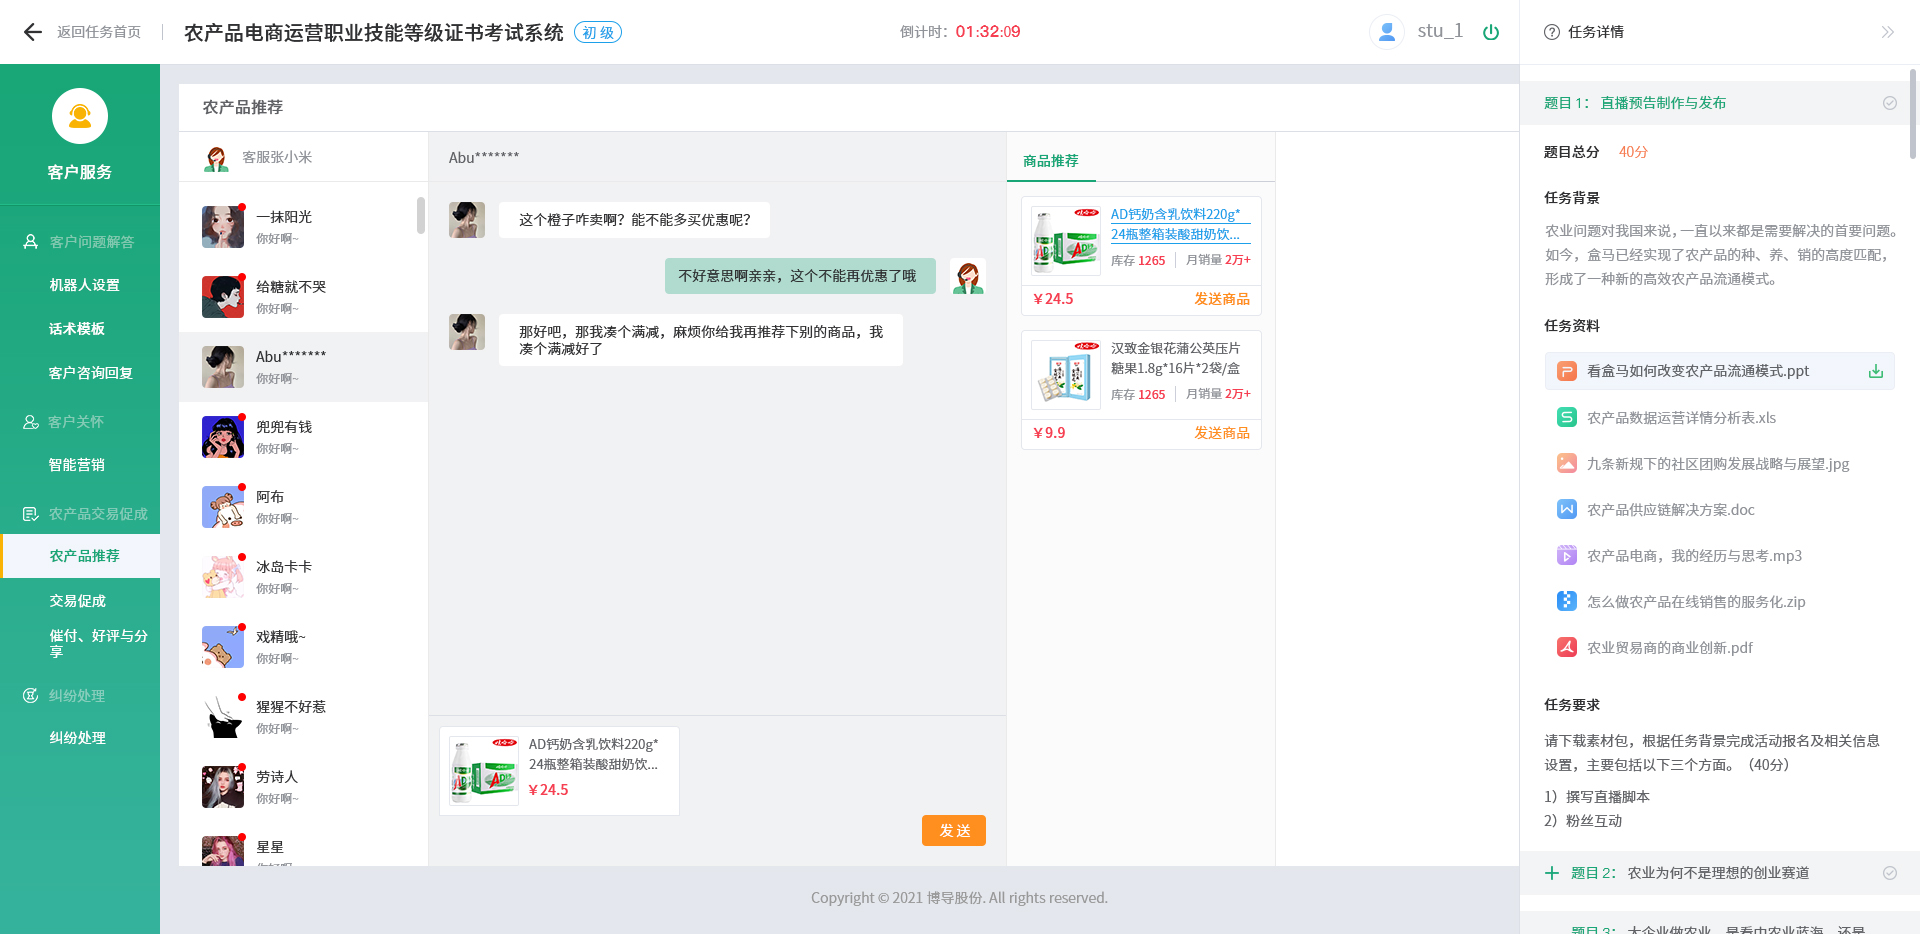 返回任务首页
农产品电商运营职业技能等级证书考试系统
初 级
倒计时：01:32:09
stu_1
任务详情
客户服务
客户问题解答
机器人设置
话术模板
客户咨询回复
客户关怀
智能营销
农产品交易促成
农产品推荐
交易促成
催付、好评与分
享
纠纷处理
纠纷处理
农产品推荐
客服张小米
一抹阳光
你好啊~
给糖就不哭
你好啊~
Abu*******
你好啊~
兜兜有钱
你好啊~
阿布
你好啊~
冰岛卡卡
你好啊~
戏精哦~
你好啊~
猩猩不好惹
你好啊~
劳诗人
你好啊~
星星
你好啊~
Abu*******
这个橙子咋卖啊？能不能多买优惠呢？
不好意思啊亲亲，这个不能再优惠了哦
那好吧，那我凑个满减，麻烦你给我再推荐下别的商品，我
凑个满减好了
AD钙奶含乳饮料220g*
24瓶整箱装酸甜奶饮...
￥24.5
发 送
商品推荐
AD钙奶含乳饮料220g*
24瓶整箱装酸甜奶饮...
库存 1265 月销量 2万+
￥24.5 发送商品
汉致金银花蒲公英压片
糖果1.8g*16片*2袋/盒
库存 1265 月销量 2万+
￥9.9 发送商品
Copyright © 2021 博导股份. All rights reserved.
题目 1： 直播预告制作与发布
题目总分 40分
任务背景
农业问题对我国来说，一直以来都是需要解决的首要问题。
如今，盒马已经实现了农产品的种、养、销的高度匹配，
形成了一种新的高效农产品流通模式。
任务资料
看盒马如何改变农产品流通模式.ppt
农产品数据运营详情分析表.xls
九条新规下的社区团购发展战略与展望.jpg
农产品供应链解决方案.doc
农产品电商，我的经历与思考.mp3
怎么做农产品在线销售的服务化.zip
农业贸易商的商业创新.pdf
任务要求
请下载素材包，根据任务背景完成活动报名及相关信息
设置，主要包括以下三个方面。（40分）
1）撰写直播脚本
2）粉丝互动
题目 2： 农业为何不是理想的创业赛道
题目 3： 大企业做农业，是看中农业蓝海，还是